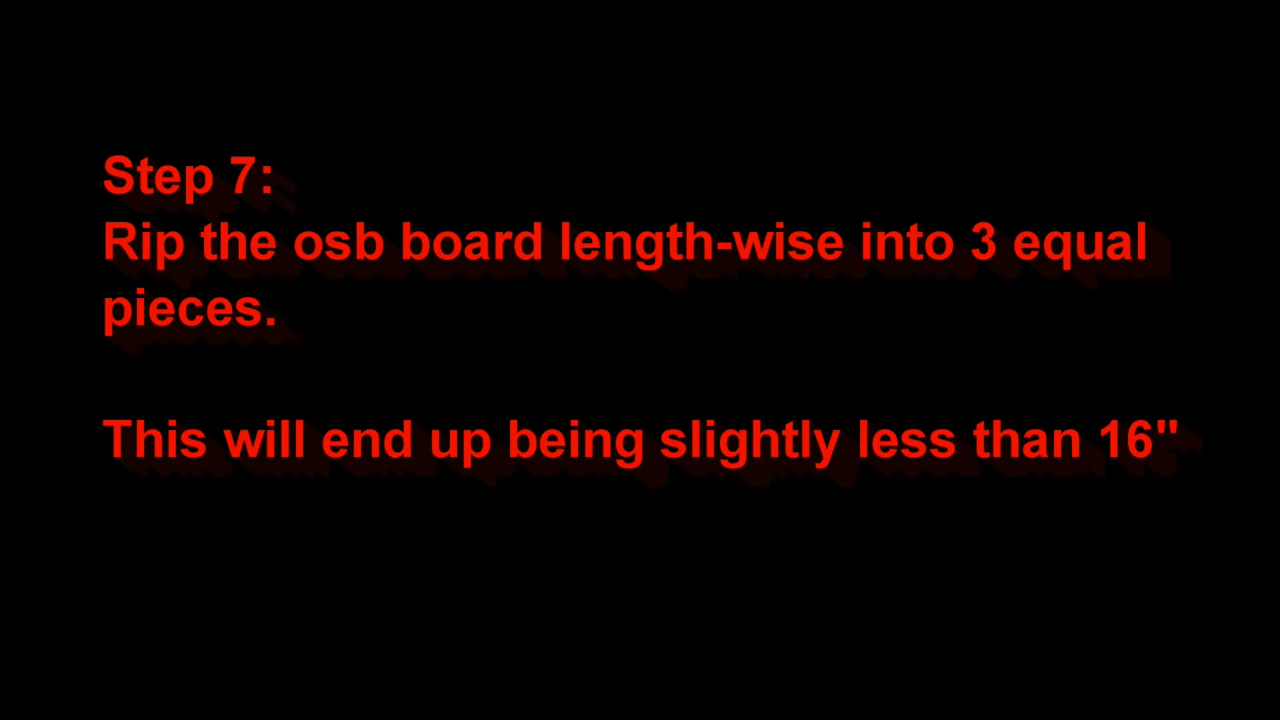 Step 7:
Rip the osb board length-wise into 3 equal
pieces.
This will end up being slightly less than 16"